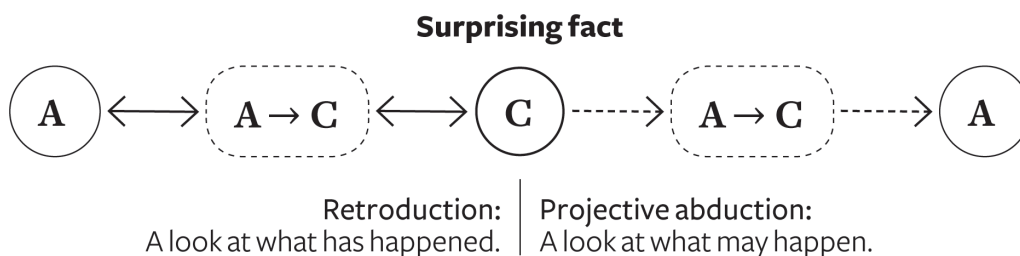 Surprising fact
A A → C C A → C A
Retroduction:
A look at what has happened.
Projective abduction:
A look at what may happen.